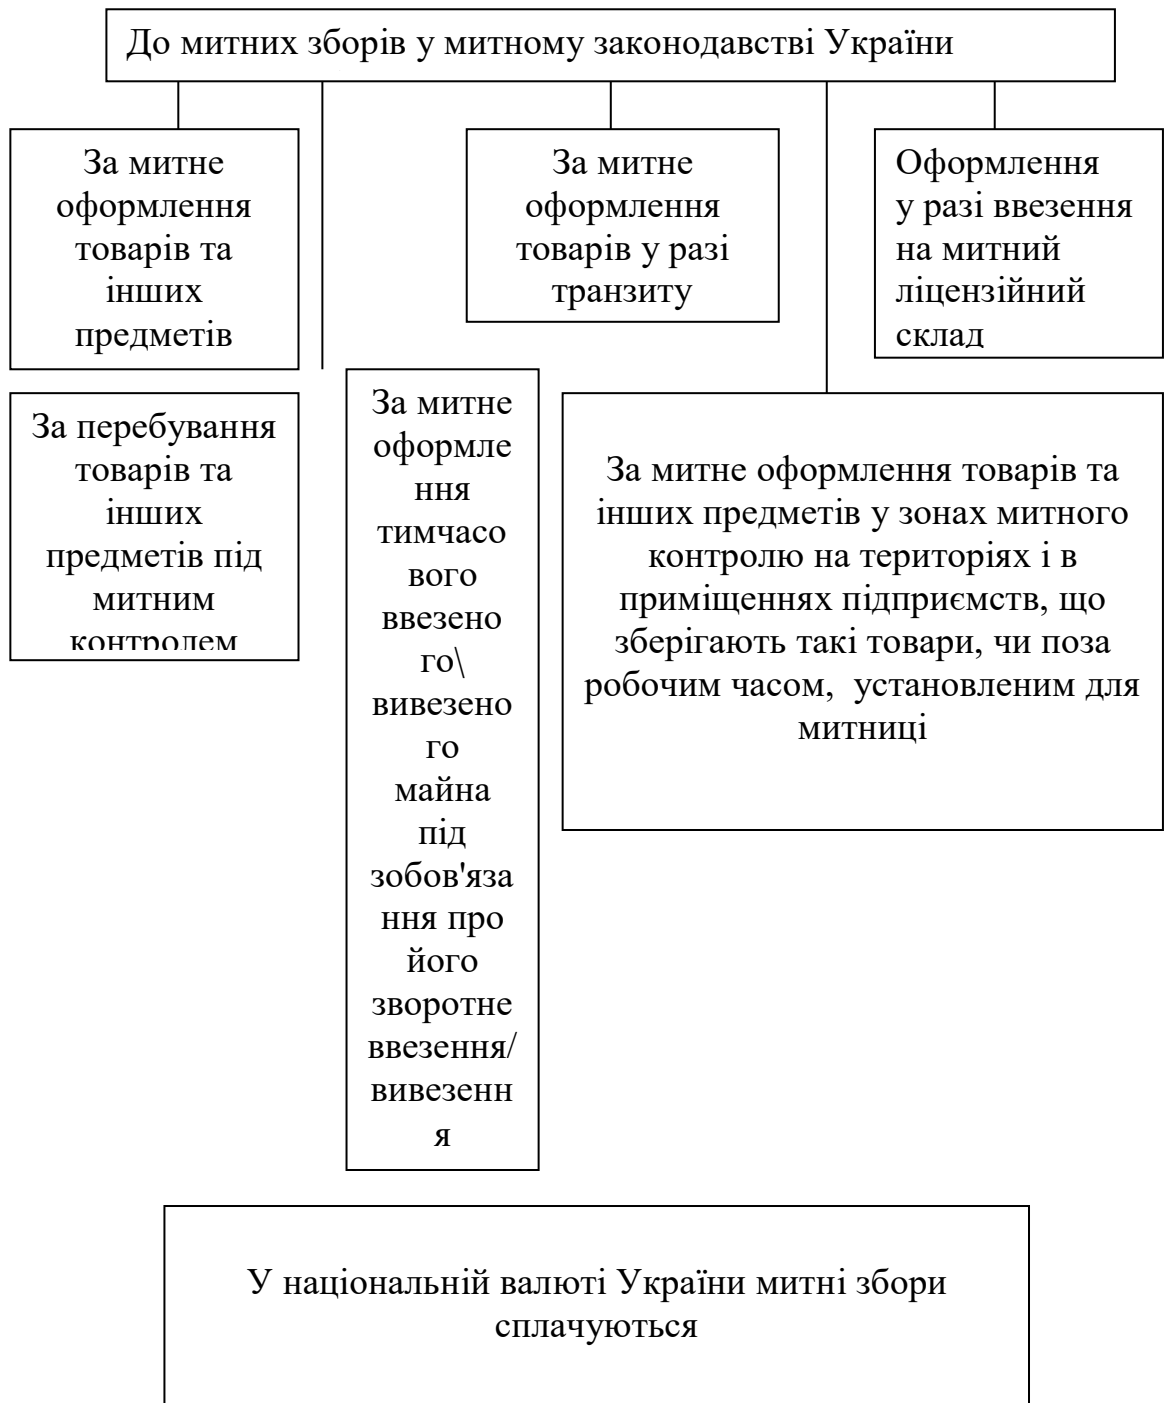 До митних зборів у митному законодавстві України
За митне
оформлення
товарів та
інших
предметів
За митне
оформлення
товарів у разі
транзиту
Оформлення
у разі ввезення
на митний
ліцензійний
склад
За перебування
товарів та
інших
предметів під
митним
контролем
За митне
оформле
ння
тимчасо
вого
ввезено
го\
вивезено
го
майна
під
зобов'яза
ння про
його
зворотне
ввезення/
вивезенн
я
За митне оформлення товарів та
інших предметів у зонах митного
контролю на територіях і в
приміщеннях підприємств, що
зберігають такі товари, чи поза
робочим часом, установленим для
митниці
У національній валюті України митні збори
сплачуються